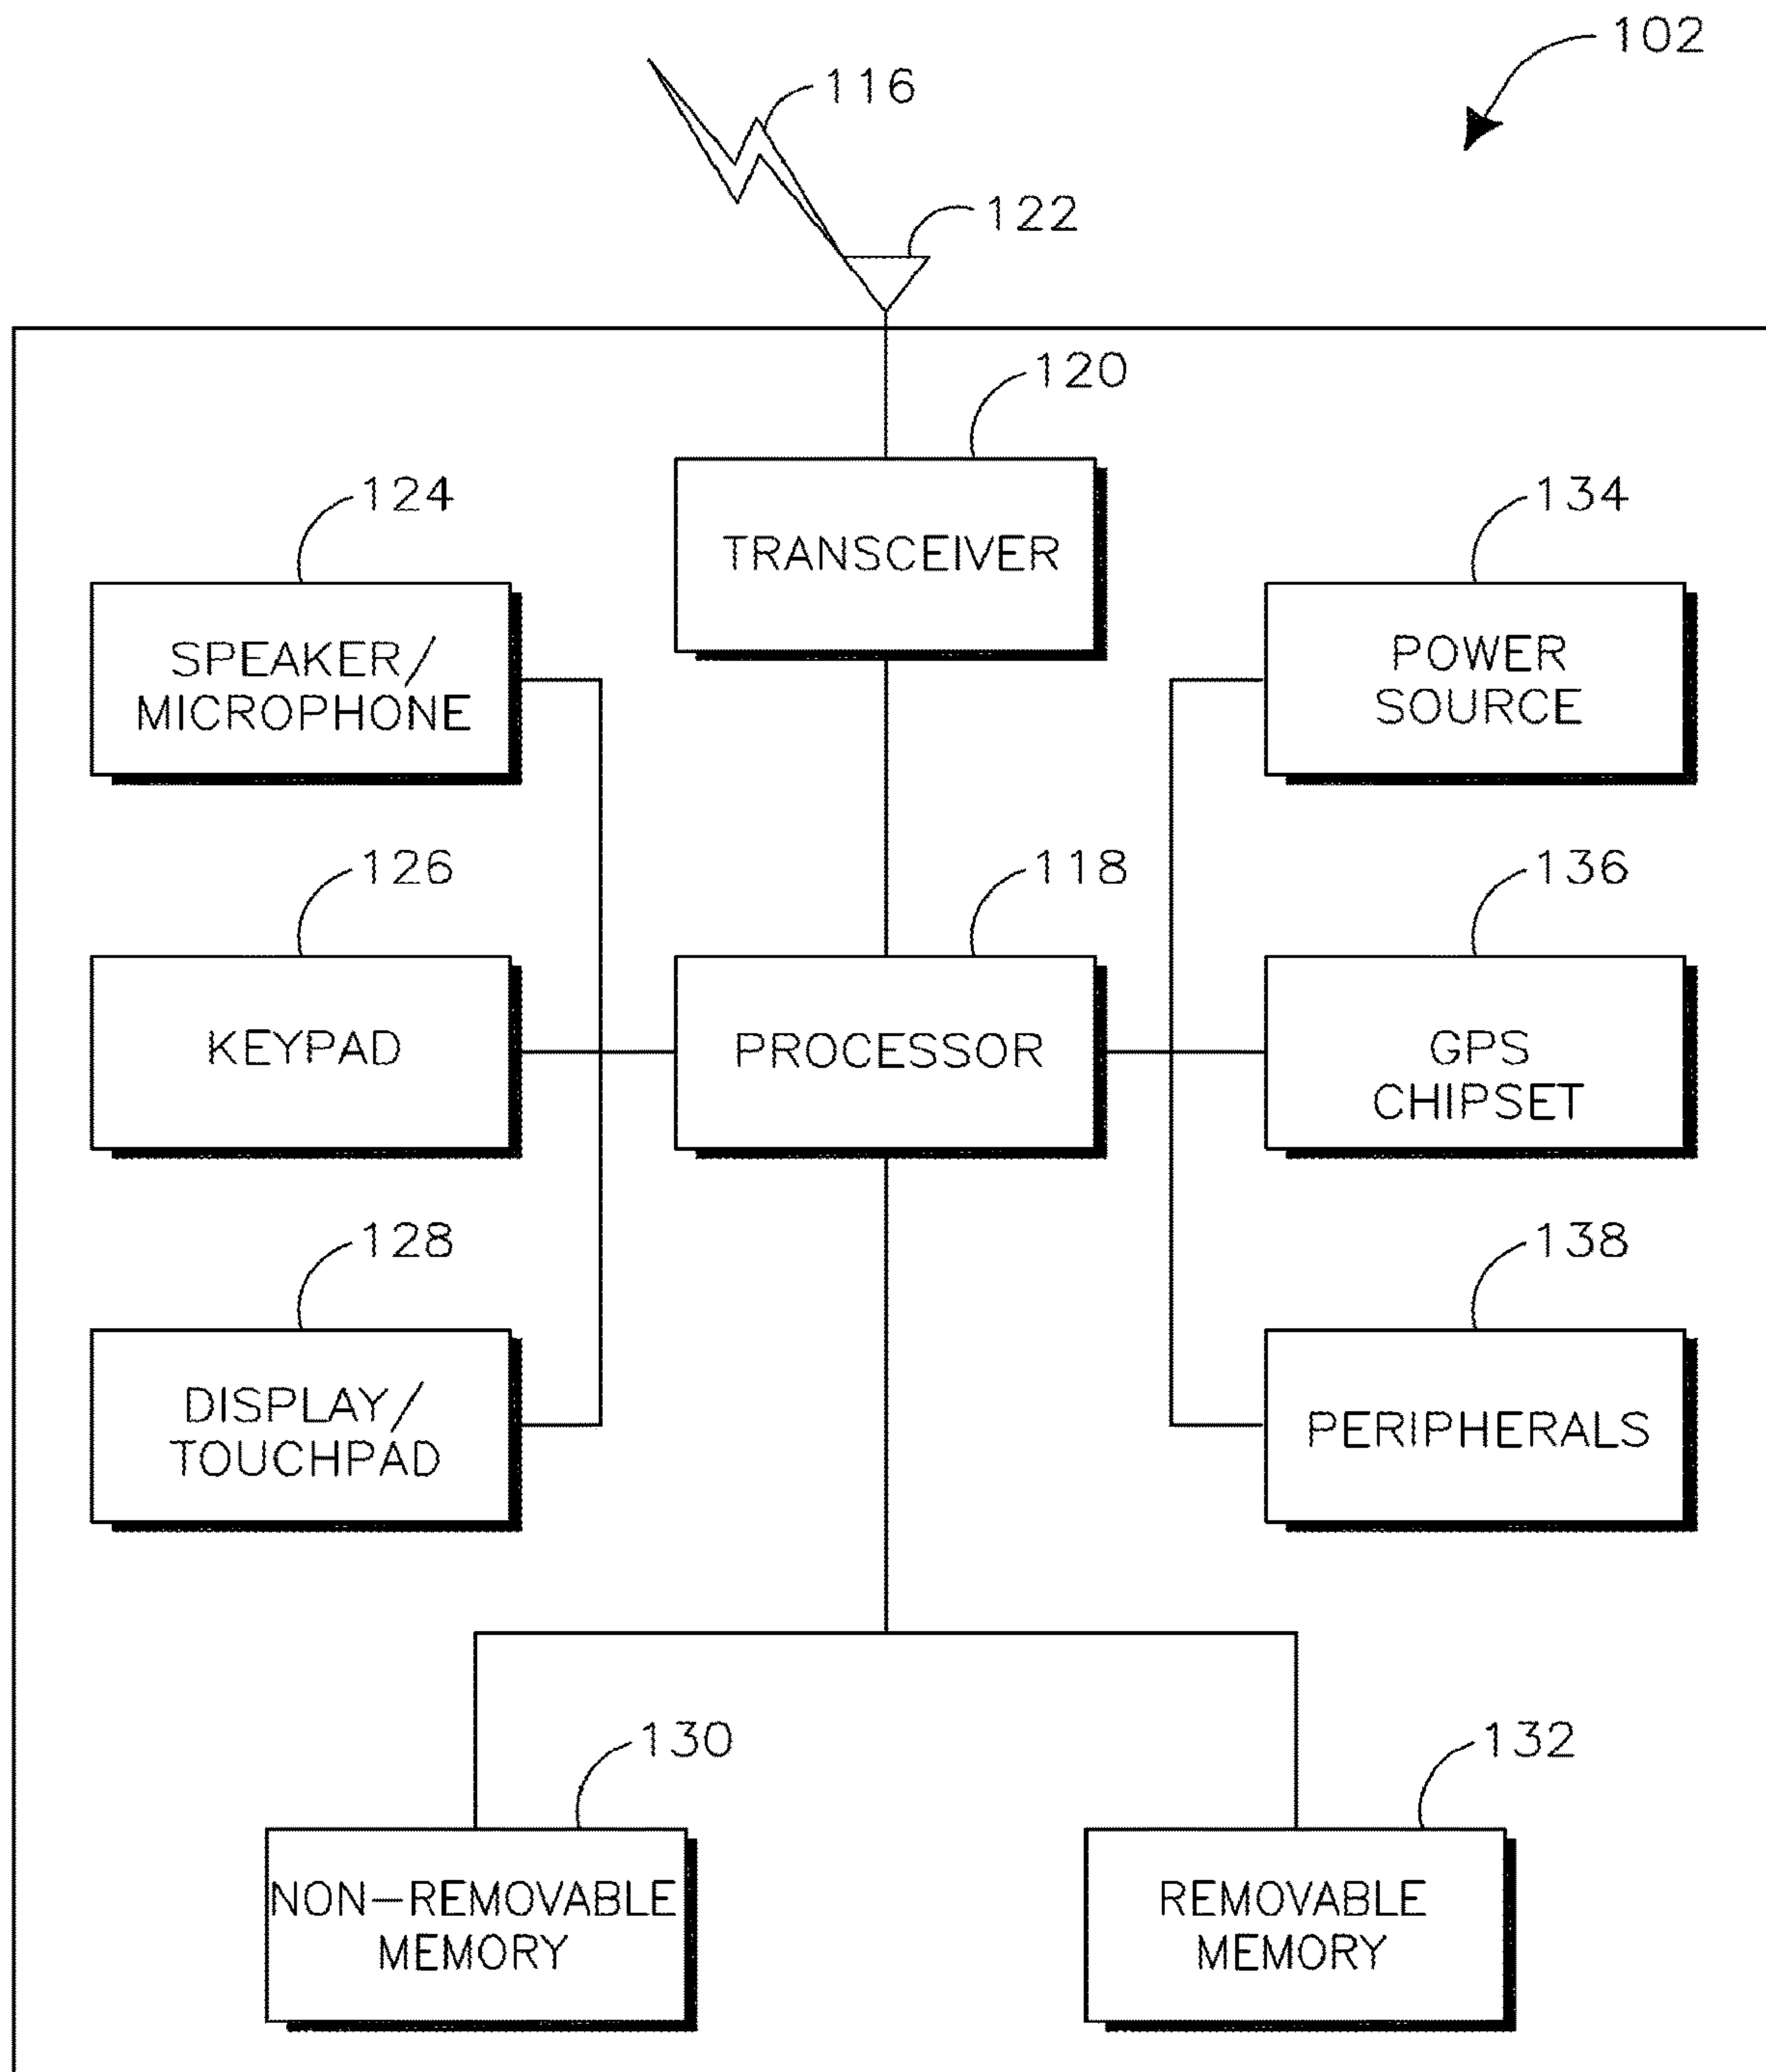 102
116
122
120
TRANSCEIVER
124
SPEAKER/
MICROPHONE
134
POWER
SOURCE
126
KEYPAD
118
PROCESSOR
136
GPS
CHIPSET
128
DISPLAY/
TOUCHPAD
138
PERIPHERALS
130
NON-REMOVABLE
MEMORY
132
REMOVABLE
MEMORY